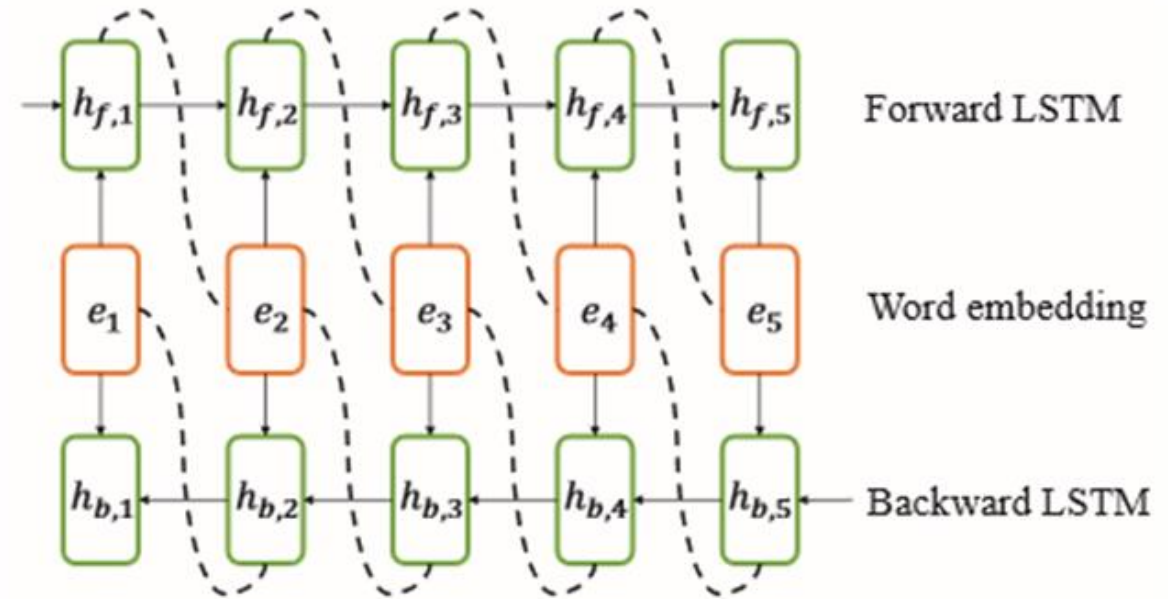 h_{f,1} h_{f,2} h_{f,3} h_{f,4} h_{f,5} Forward LSTM
e_1 e_2 e_3 e_4 e_5 Word embedding
h_{b,1} h_{b,2} h_{b,3} h_{b,4} h_{b,5} Backward LSTM